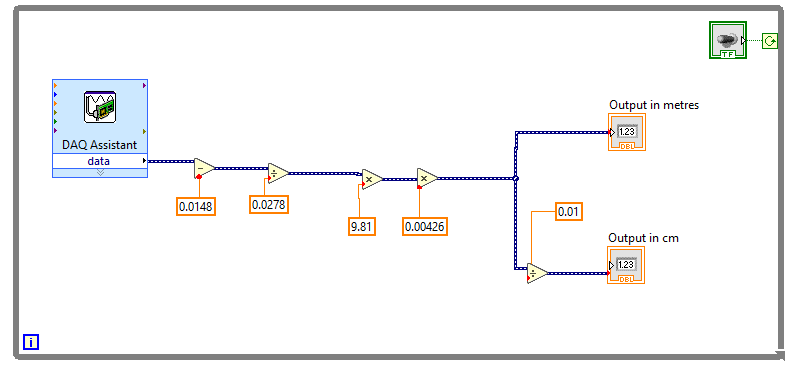 TF
Output in metres
1.23
DBL
DAQ Assistant
data
0.0148
0.0278
9.81
0.00426
0.01
Output in cm
1.23
DBL
i